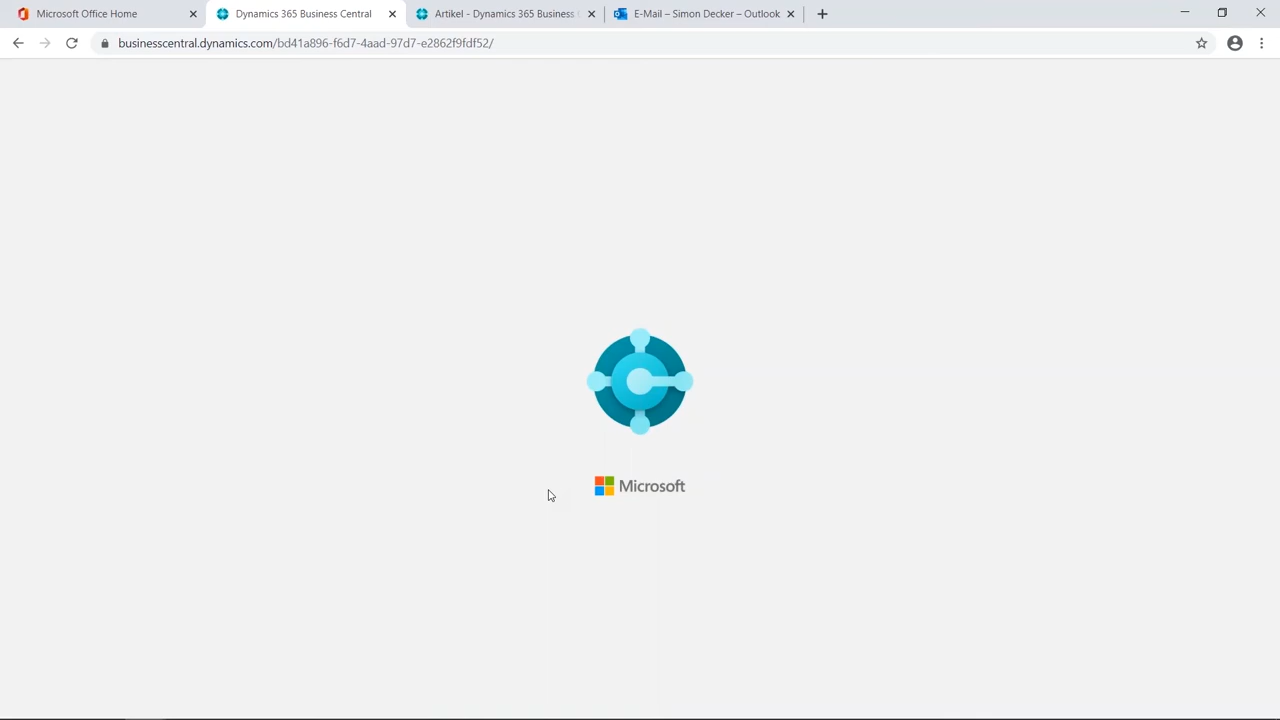 Microsoft Office Home
Dynamics 365 Business Central
Artikel - Dynamics 365 Business
E-Mail – Simon Decker – Outlook
businesscentral.dynamics.com/bd41a896-f6d7-4aad-97d7-e2862f9fdf52/
Microsoft